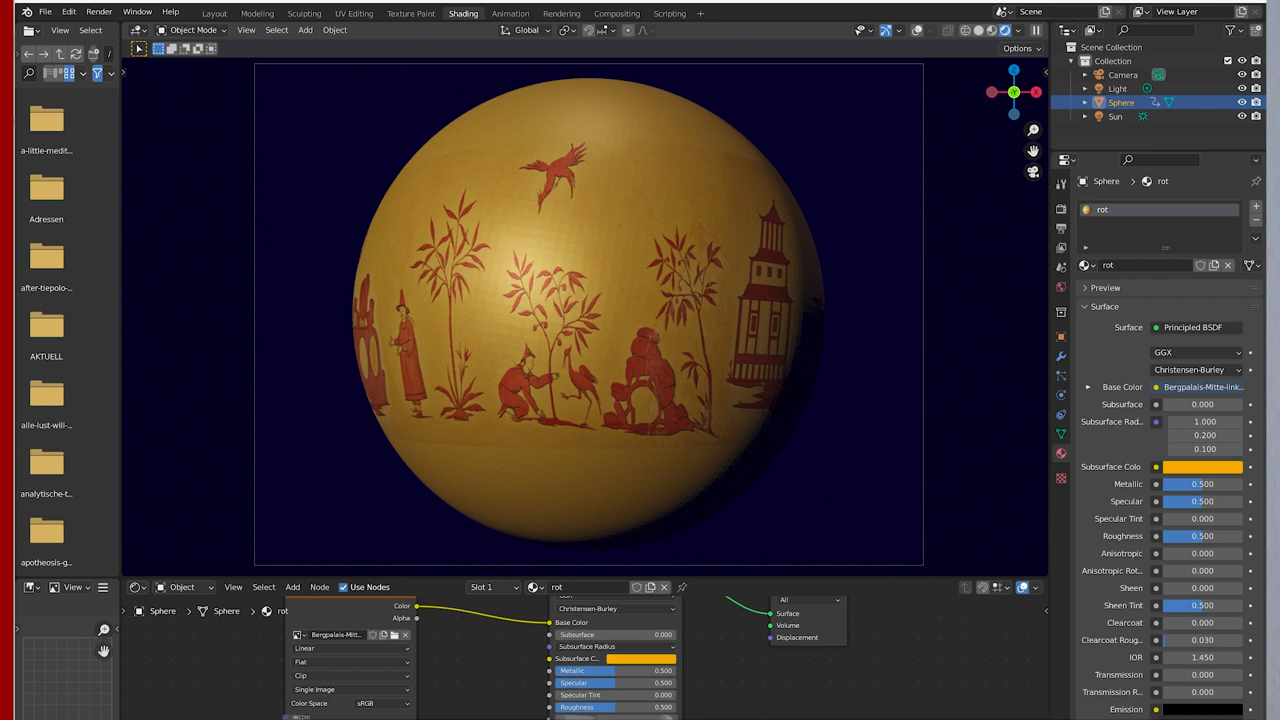 File Edit Render Window Help Layout Modeling Sculpting UV Editing Texture Paint Shading Animation Rendering Compositing Scripting + Scene View Layer
View Select Object Mode View Select Add Object Global
Options
Scene Collection
Collection
Camera
Light
Sphere
Sun
a-little-medit...
Adressen
after-tiepolo-...
AKTUELL
alle-lust-will-...
analytische-t...
apotheosis-g...
X
Y
Z
Sphere > rot
rot
rot
Preview
Surface
Surface Principled BSDF
GGX
Christensen-Burley
Base Color Bergpalais-Mitte-link...
Subsurface 0.000
Subsurface Rad... 1.000
0.200
0.100
Subsurface Colo
Metallic 0.500
Specular 0.500
Specular Tint 0.000
Roughness 0.500
Anisotropic 0.000
Anisotropic Rot... 0.000
Sheen 0.000
Sheen Tint 0.500
Clearcoat 0.000
Clearcoat Roug... 0.030
IOR 1.450
Transmission 0.000
Transmission R... 0.000
Emission
View Object View Select Add Node Use Nodes Slot 1 rot
Sphere > Sphere > rot
Color
Alpha
Bergpalais-Mitt...
Linear
Flat
Clip
Single Image
Color Space sRGB
Christensen-Burley
Base Color
Subsurface 0.000
Subsurface Radius
Subsurface C...
Metallic 0.500
Specular 0.500
Specular Tint 0.000
Roughness 0.500
All
Surface
Volume
Displacement